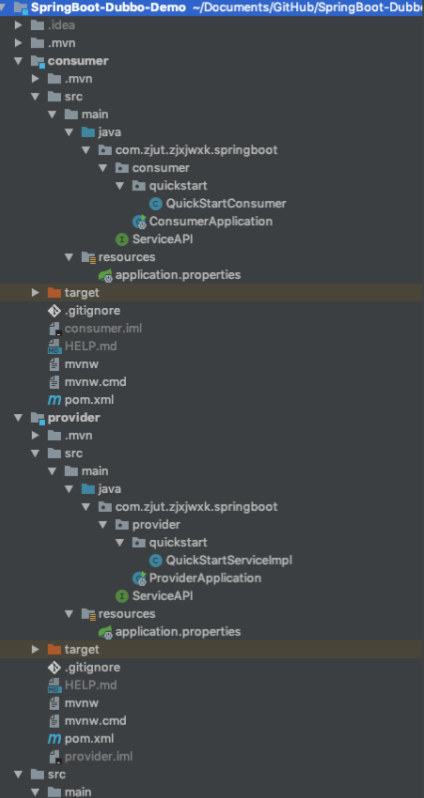 SpringBoot-Dubbo-Demo ~/Documents/GitHub/SpringBoot-Dubbo
.idea
.mvn
consumer
.mvn
src
main
java
com.zjut.zjxjwxk.springboot
consumer
quickstart
QuickStartConsumer
ConsumerApplication
ServiceAPI
resources
application.properties
target
.gitignore
consumer.iml
HELP.md
mvnw
mvnw.cmd
pom.xml
provider
.mvn
src
main
java
com.zjut.zjxjwxk.springboot
provider
quickstart
QuickStartServiceImpl
ProviderApplication
ServiceAPI
resources
application.properties
target
.gitignore
HELP.md
mvnw
mvnw.cmd
pom.xml
provider.iml
src
main